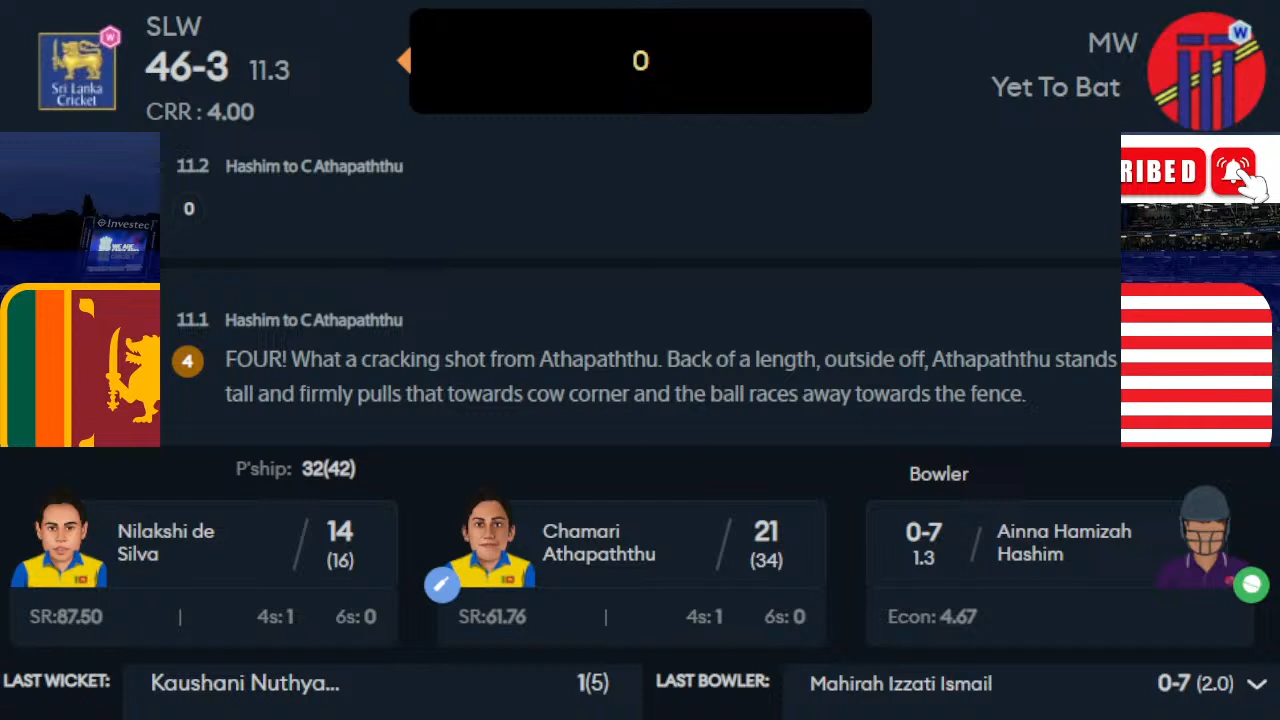 SLW
46-3 11.3
CRR : 4.00
W
Sri Lanka
Cricket
0
MW
Yet To Bat
W
11.2 Hashim to C Athapaththu
0
RIBED
Investec
11.1 Hashim to C Athapaththu
4 FOUR! What a cracking shot from Athapaththu. Back of a length, outside off, Athapaththu stands
tall and firmly pulls that towards cow corner and the ball races away towards the fence.
P'ship: 32(42)
Bowler
Nilakshi de
Silva
14
(16)
SR:87.50 | 4s: 1 6s: 0
Chamari
Athapaththu
21
(34)
SR:61.76 | 4s: 1 6s: 0
0-7
1.3
Ainna Hamizah
Hashim
Econ: 4.67
LAST WICKET: Kaushani Nuthya... 1(5)
LAST BOWLER: Mahirah Izzati Ismail 0-7 (2.0)